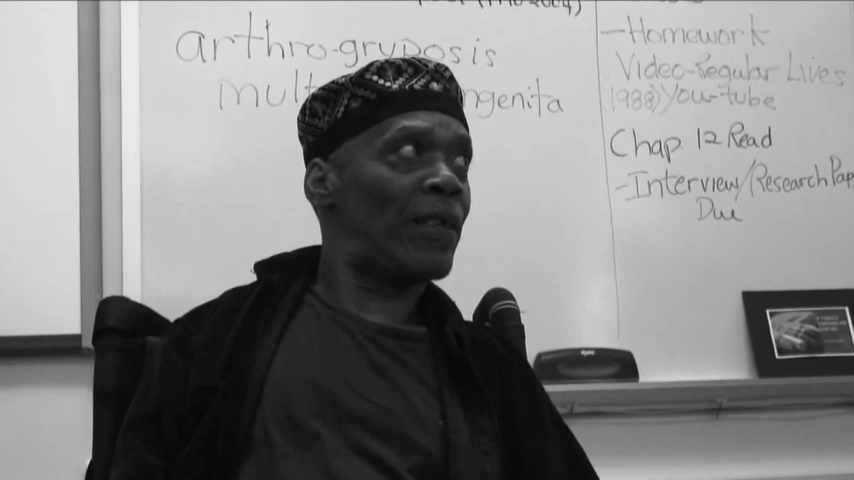 arthro-gryposis
mult ngenita
-Homework
Video-Regular Lives
1988) You-tube
Chap. 12 Read
-Interview/Research Pap
Due